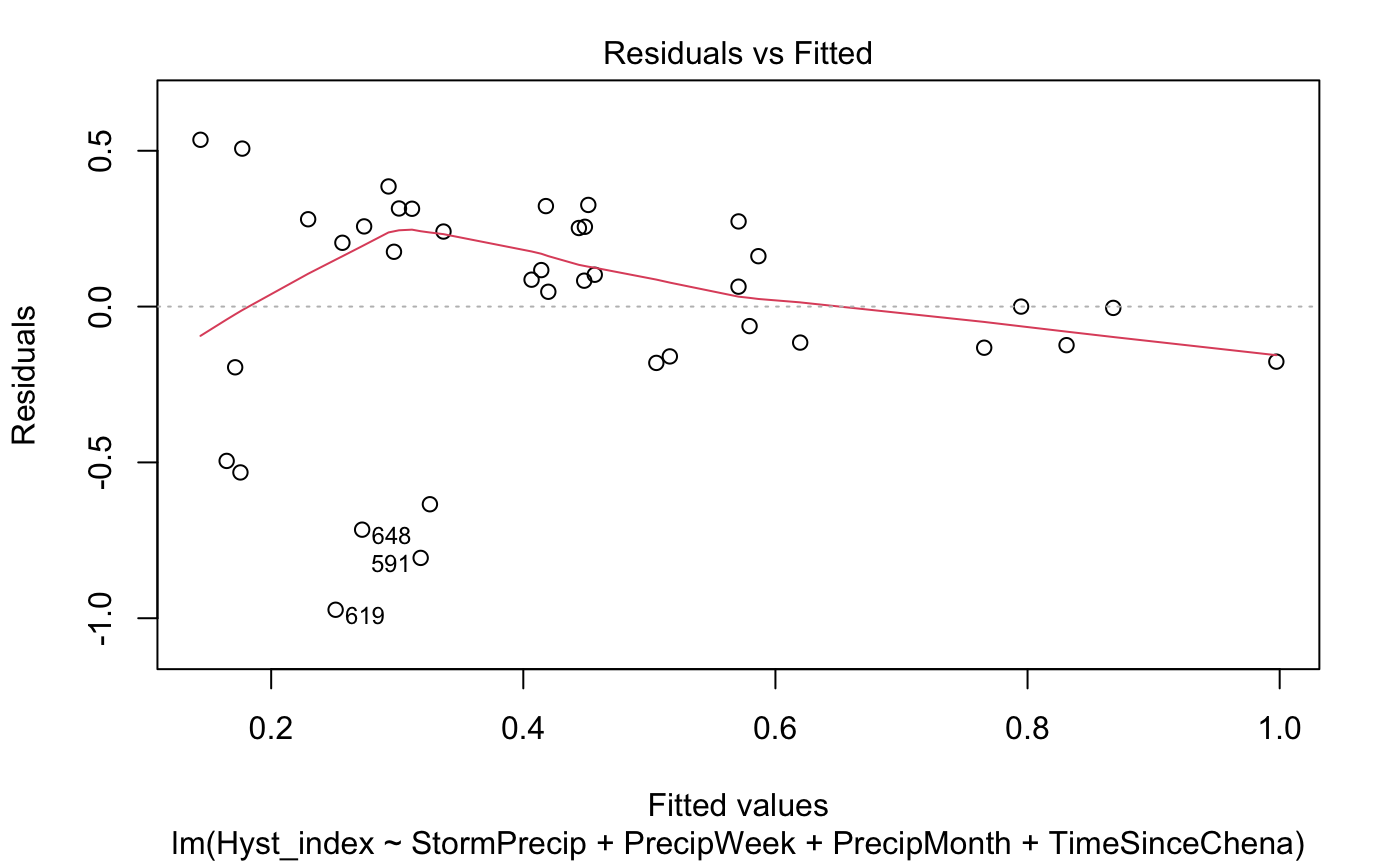 Residuals vs Fitted
Residuals
0.5
0.0
-0.5
-1.0
648
591
619
0.2 0.4 0.6 0.8 1.0
Fitted values
lm(Hyst_index ~ StormPrecip + PrecipWeek + PrecipMonth + TimeSinceChena)